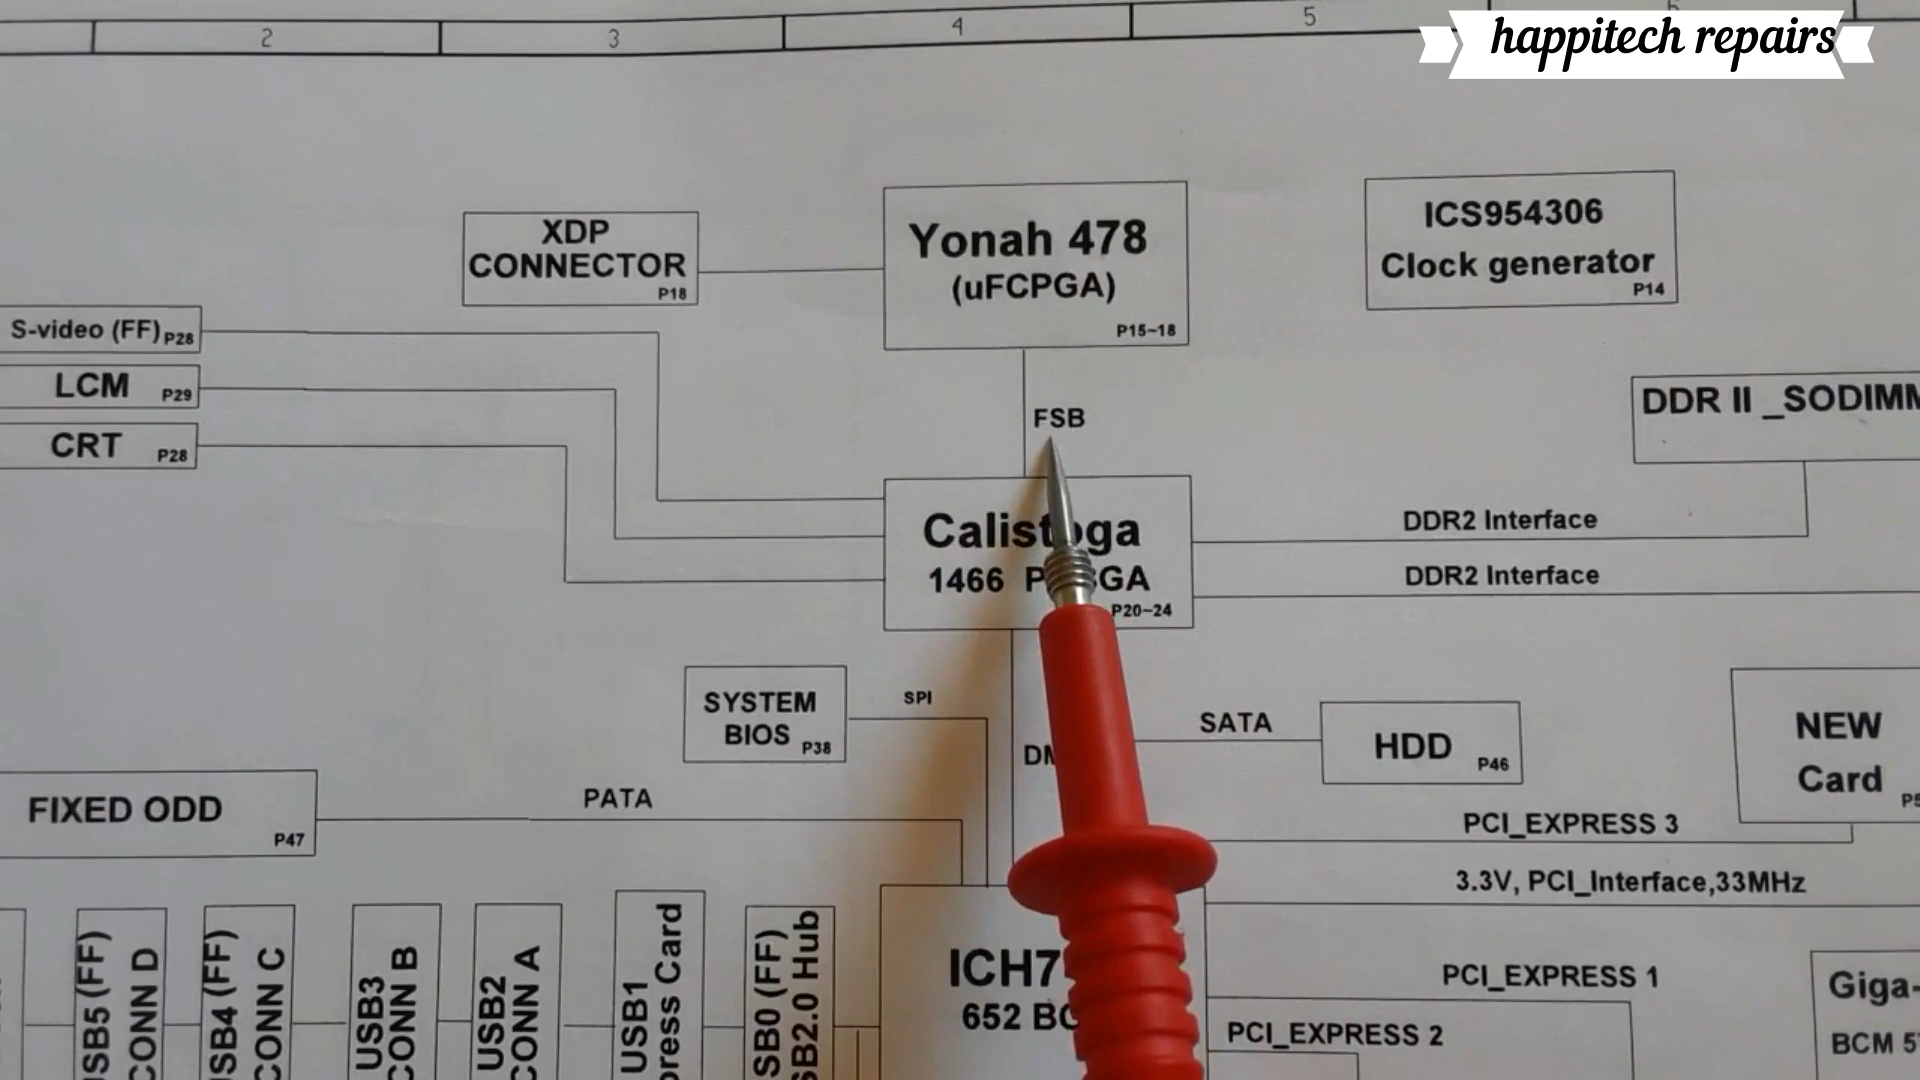 happitech repairs
2
3
4
5
XDP
CONNECTOR
P18
Yonah 478
(uFCPGA)
P15~18
ICS954306
Clock generator
P14
S-video (FF) P28
LCM P29
CRT P28
FSB
DDR II _SODIMM
Calistoga
1466
P20~24
DDR2 Interface
DDR2 Interface
SYSTEM
BIOS P38
SPI
SATA
HDD P46
NEW
Card
FIXED ODD
P47
PATA
PCI_EXPRESS 3
3.3V, PCI_Interface,33MHz
USB5 (FF)
CONN D
USB4 (FF)
CONN C
USB3
CONN B
USB2
CONN A
USB1
press Card
SB0 (FF)
SB2.0 Hub
ICH7
652
PCI_EXPRESS 1
PCI_EXPRESS 2
Giga-
BCM